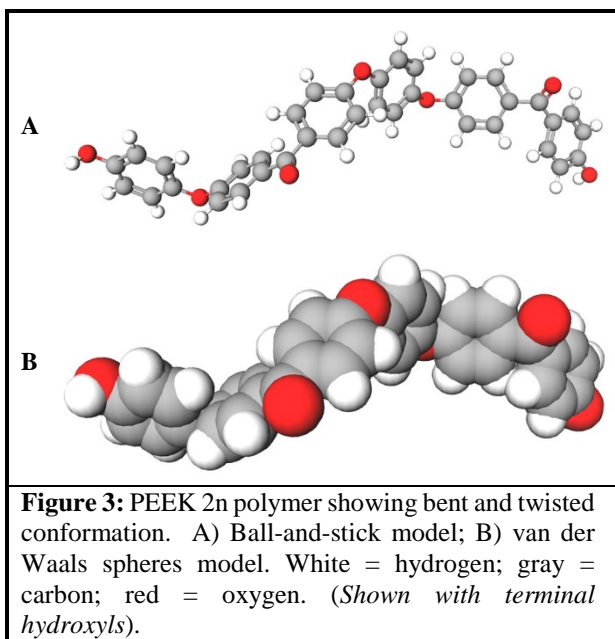 A
B
Figure 3: PEEK 2n polymer showing bent and twisted
conformation. A) Ball-and-stick model; B) van der
Waals spheres model. White = hydrogen; gray =
carbon; red = oxygen. (Shown with terminal
hydroxyls).